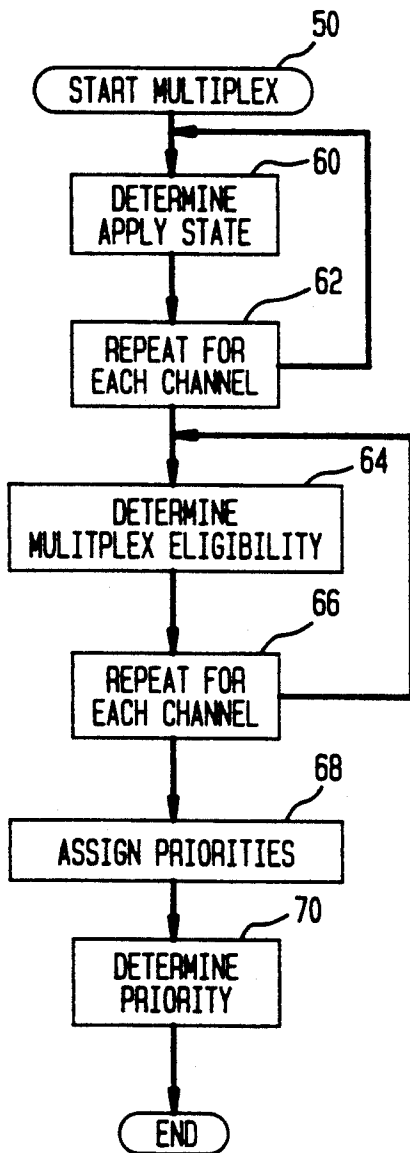 50
START MULTIPLEX
60
DETERMINE
APPLY STATE
62
REPEAT FOR
EACH CHANNEL
64
DETERMINE
MULITPLEX ELIGIBILITY
66
REPEAT FOR
EACH CHANNEL
68
ASSIGN PRIORITIES
70
DETERMINE
PRIORITY
END